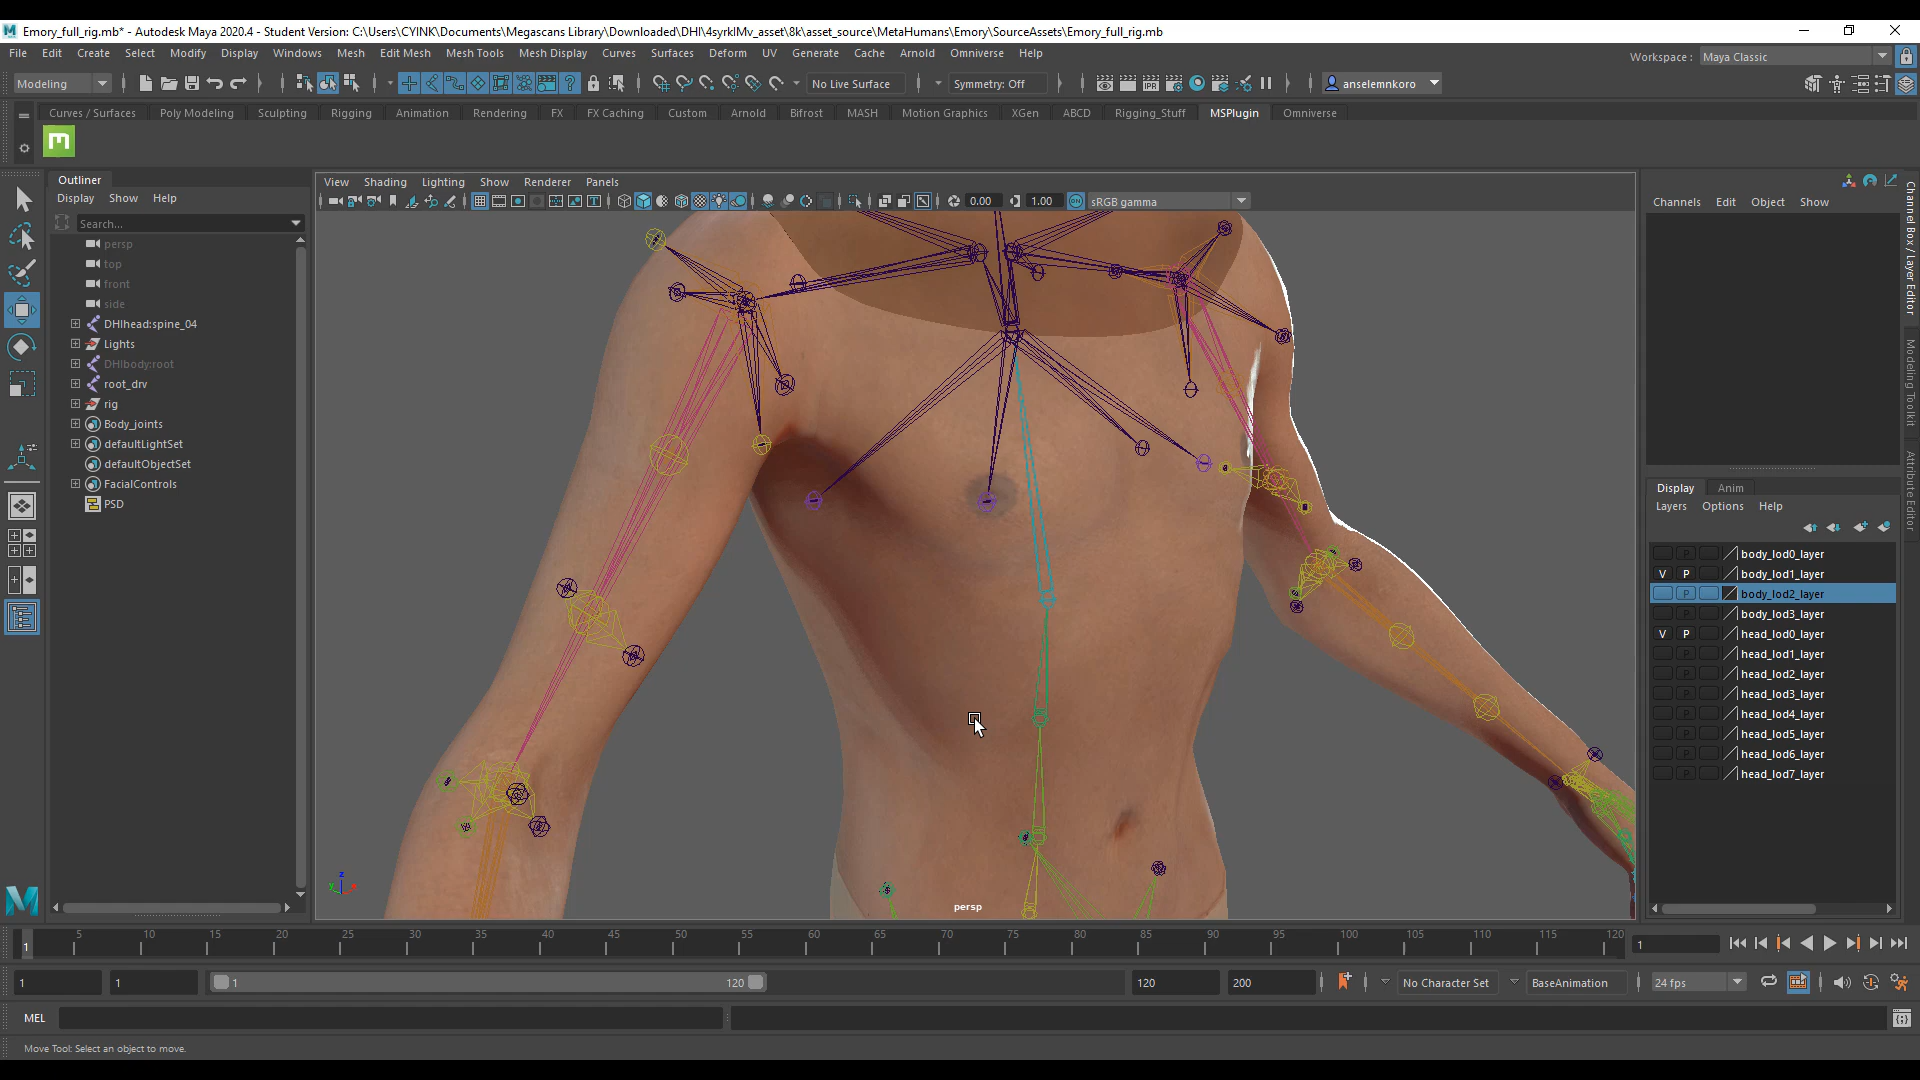 Emory_full_rig.mb* - Autodesk Maya 2020.4 - Student Version: C:\Users\CYINK\Documents\Megascans Library\Downloaded\DHI\4syrklMv_asset\8k\asset_source\MetaHumans\Emory\SourceAssets\Emory_full_rig.mb
File Edit Create Select Modify Display Windows Mesh Edit Mesh Mesh Tools Mesh Display Curves Surfaces Deform UV Generate Cache Arnold Omniverse Help
Workspace : Maya Classic
Modeling No Live Surface Symmetry: Off IPR anselemnkoro
Curves / Surfaces Poly Modeling Sculpting Rigging Animation Rendering FX FX Caching Custom Arnold Bifrost MASH Motion Graphics XGen ABCD Rigging_Stuff MSPlugin Omniverse
Outliner
Display Show Help
Search...
persp
top
front
side
DHIhead:spine_04
Lights
DHIbody:root
root_drv
rig
Body_joints
defaultLightSet
defaultObjectSet
FacialControls
PSD
View Shading Lighting Show Renderer Panels
0.00 1.00 ON sRGB gamma
z
y x
persp
Channels Edit Object Show
Channel Box / Layer Editor
Modeling Toolkit
Attribute Editor
Display Anim
Layers Options Help
P body_lod0_layer
V P body_lod1_layer
P body_lod2_layer
P body_lod3_layer
V P head_lod0_layer
P head_lod1_layer
P head_lod2_layer
P head_lod3_layer
P head_lod4_layer
P head_lod5_layer
P head_lod6_layer
P head_lod7_layer
1 5 10 15 20 25 30 35 40 45 50 55 60 65 70 75 80 85 90 95 100 105 110 115 120 1
1 1 1 120 120 200 No Character Set BaseAnimation 24 fps
MEL
Move Tool: Select an object to move.